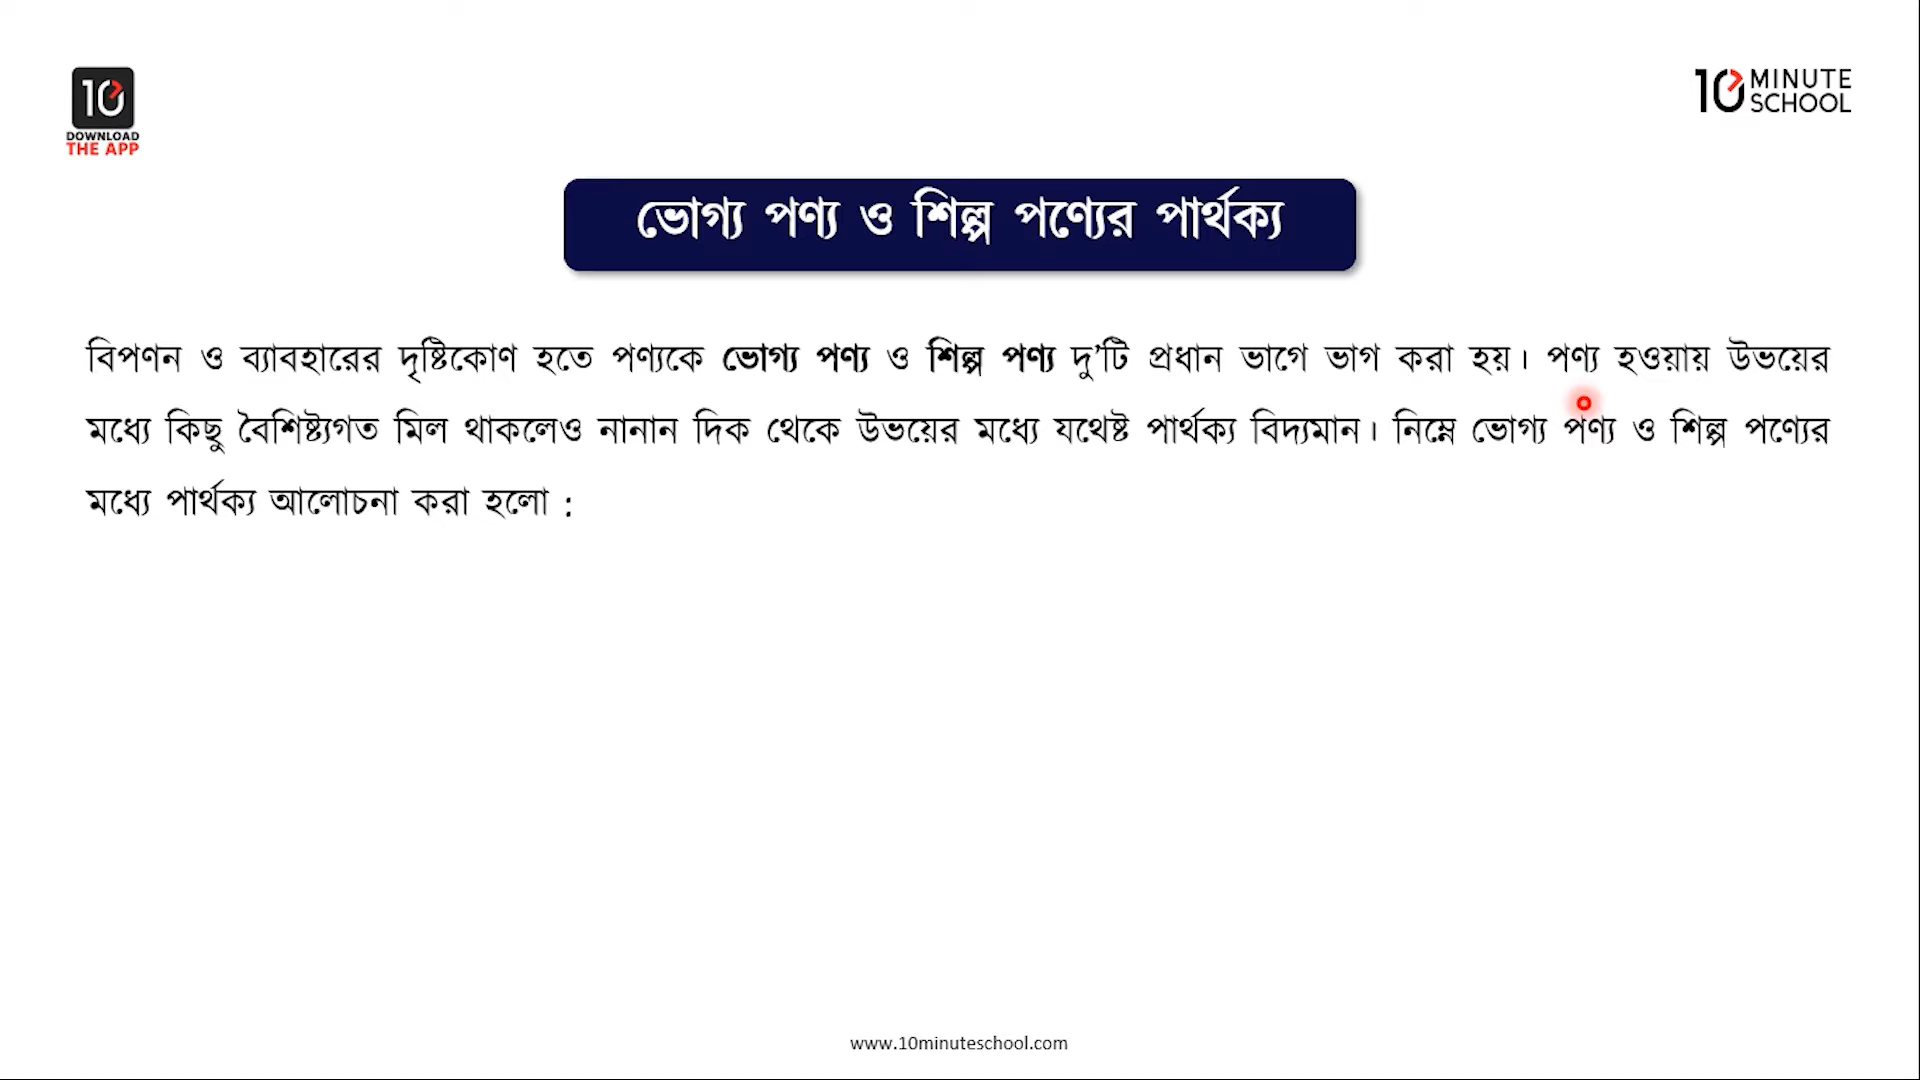 10
DOWNLOAD
THE APP
10 MINUTE
SCHOOL
ভোগ্য পণ্য ও শিল্প পণ্যের পার্থক্য
বিপণন ও ব্যাবহারের দৃষ্টিকোণ হতে পণ্যকে ভোগ্য পণ্য ও শিল্প পণ্য দু’টি প্রধান ভাগে ভাগ করা হয়। পণ্য হওয়ায় উভয়ের
মধ্যে কিছু বৈশিষ্ট্যগত মিল থাকলেও নানান দিক থেকে উভয়ের মধ্যে যথেষ্ট পার্থক্য বিদ্যমান। নিম্নে ভোগ্য পণ্য ও শিল্প পণ্যের
মধ্যে পার্থক্য আলোচনা করা হলো :
www.10minuteschool.com